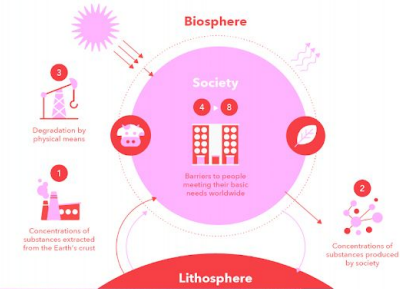 Biosphere
3
Degradation by
physical means
1
Concentrations of
substances extracted
from the Earth's crust
Society
4 8
Barriers to people
meeting their basic
needs worldwide
2
Concentrations of
substances produced
by society
Lithosphere